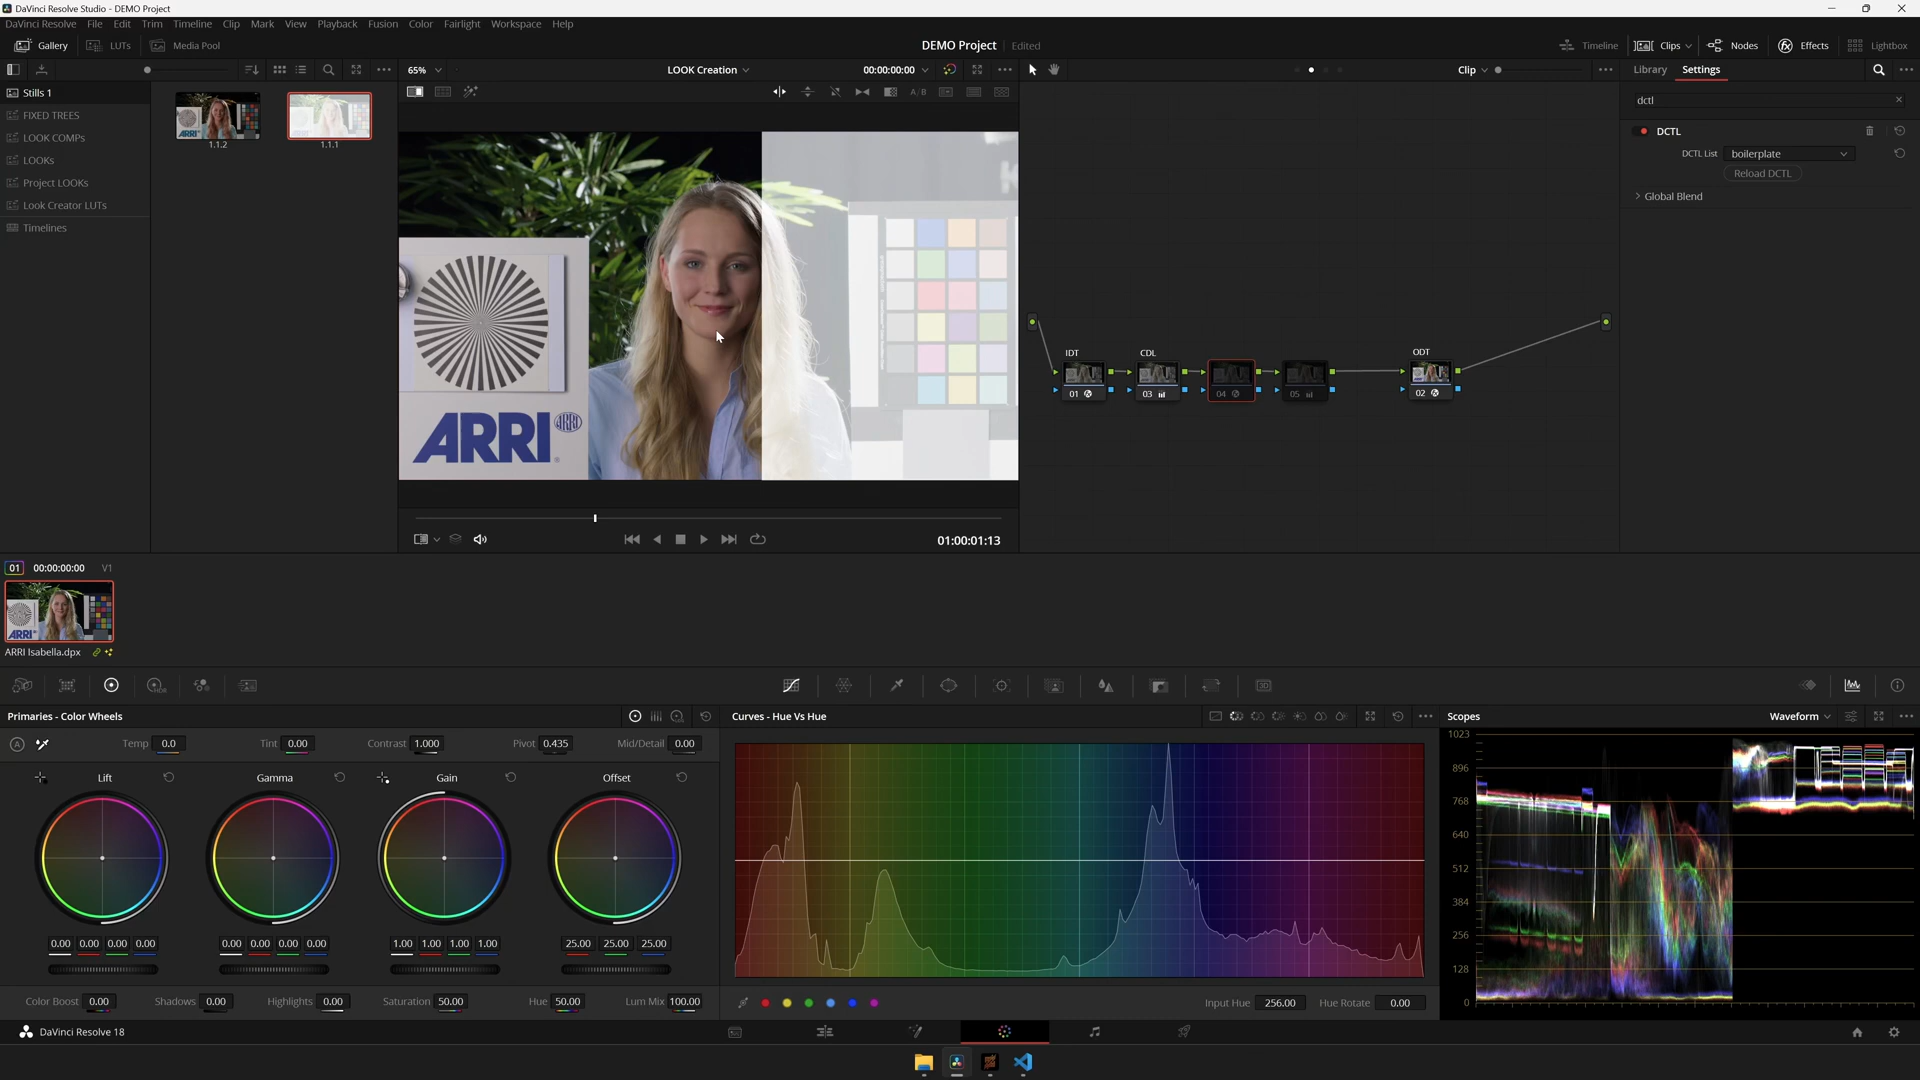 DaVinci Resolve Studio - DEMO Project
DaVinci Resolve File Edit Trim Timeline Clip Mark View Playback Fusion Color Fairlight Workspace Help
Gallery LUTs Media Pool DEMO Project Edited Timeline Clips Nodes Effects Lightbox
65% LOOK Creation 00:00:00:00 Clip Library Settings
Stills 1
FIXED TREES
LOOK COMPs
LOOKs
Project LOOKs
Look Creator LUTs
Timelines
1.1.2 1.1.1
A/B
ARRI
ARRI
01:00:01:13
IDT CDL ODT
01 03 04 05 02
dctl
DCTL
DCTL List boilerplate
Reload DCTL
Global Blend
01 00:00:00:00 V1
ARRI
ARRI Isabella.dpx
HDR
3D
Primaries - Color Wheels Curves - Hue Vs Hue Scopes Waveform
A Temp 0.0 Tint 0.00 Contrast 1.000 Pivot 0.435 Mid/Detail 0.00
Lift Gamma Gain Offset
0.00 0.00 0.00 0.00 0.00 0.00 0.00 0.00 1.00 1.00 1.00 1.00 25.00 25.00 25.00
Color Boost 0.00 Shadows 0.00 Highlights 0.00 Saturation 50.00 Hue 50.00 Lum Mix 100.00
Input Hue 256.00 Hue Rotate 0.00
1023
896
768
640
512
384
256
128
0
DaVinci Resolve 18